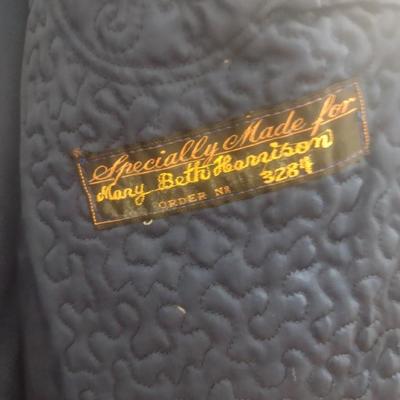 Specially Made for
Mary Beth Harrison
ORDER No 3284